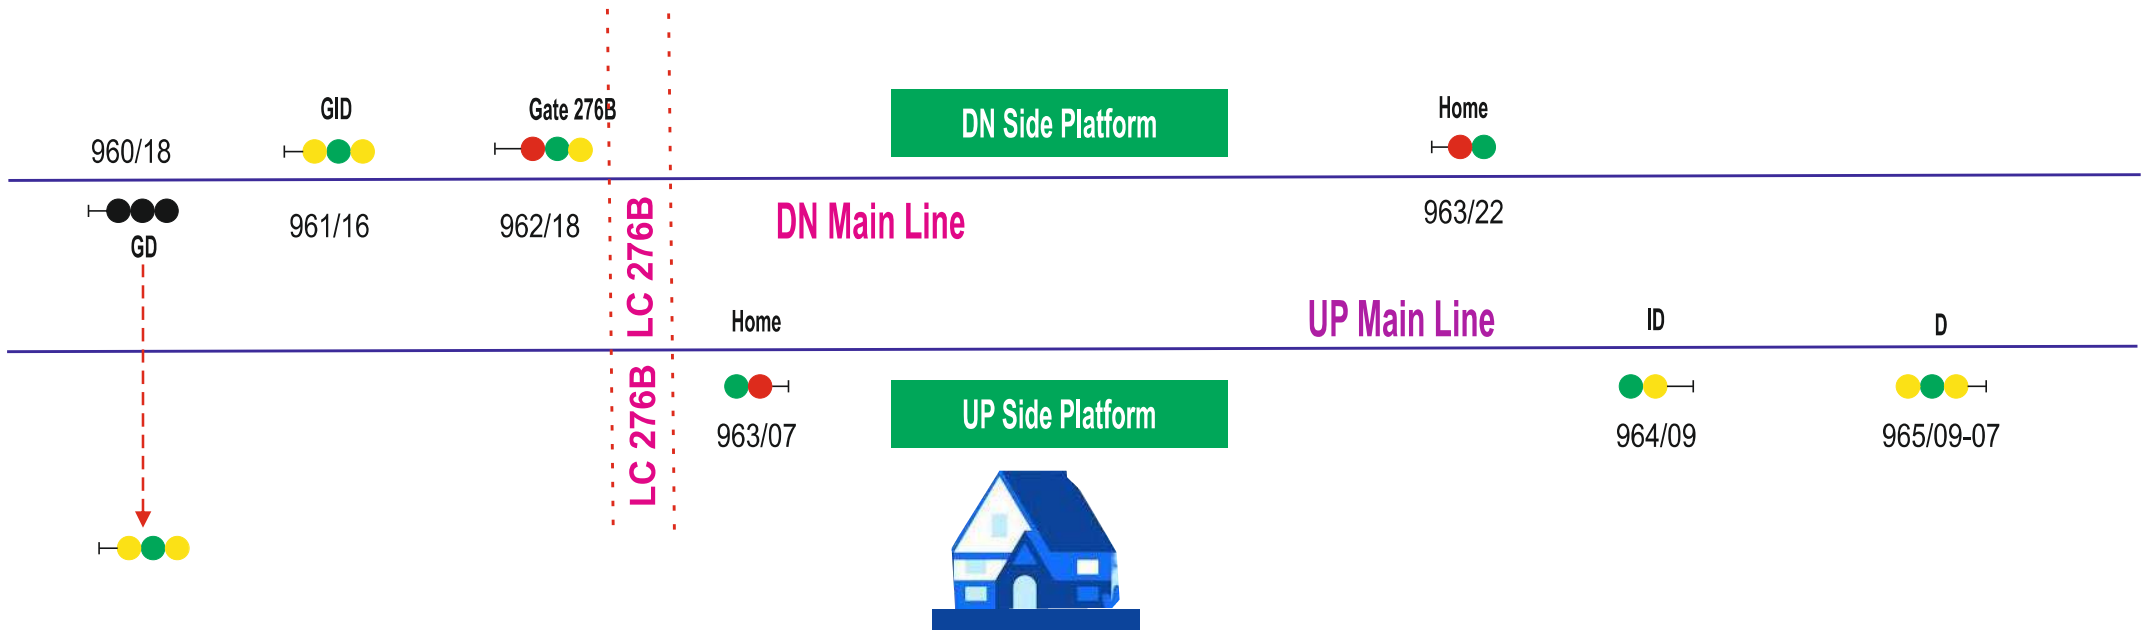 GID
Gate 276B
Home
960/18
DN Side Platform
GD
961/16
962/18
LC 276B
DN Main Line
963/22
Home
UP Main Line
ID
D
LC 276B
963/07
UP Side Platform
964/09
965/09-07